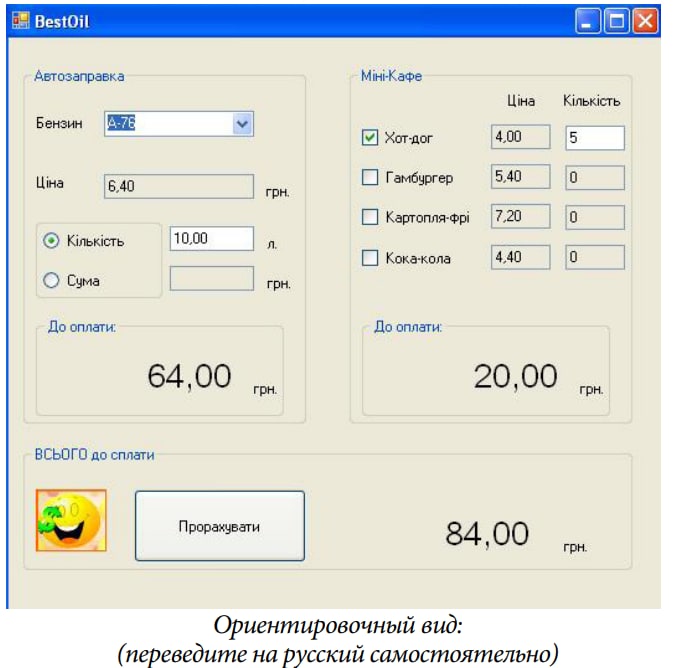 BestOil
Автозаправка
Бензин А-76
Ціна 6,40 грн.
Кількість 10,00 л.
Сума грн.
До оплати:
64,00 грн.
Міні-Кафе
Ціна Кількість
Хот-дог 4,00 5
Гамбургер 5,40 0
Картопля-фрі 7,20 0
Кока-кола 4,40 0
До оплати:
20,00 грн.
ВСЬОГО до сплати
Прорахувати
84,00 грн.
Ориентировочный вид:
(переведите на русский самостоятельно)